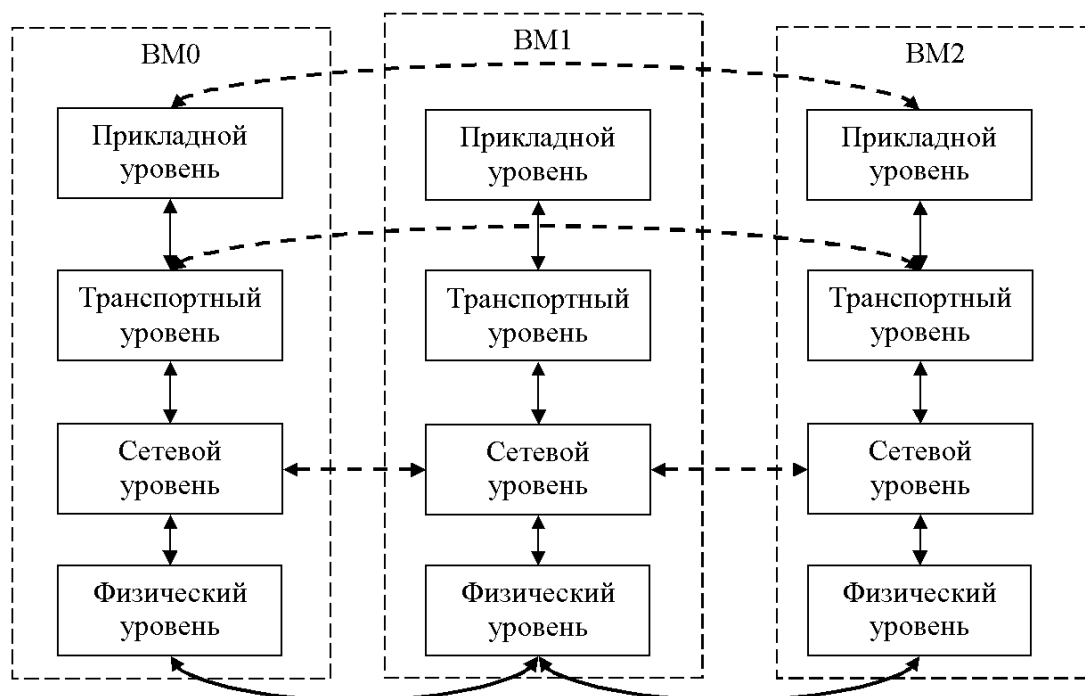 ВМ0
ВМ1
ВМ2
Прикладной
уровень
Прикладной
уровень
Прикладной
уровень
Транспортный
уровень
Транспортный
уровень
Транспортный
уровень
Сетевой
уровень
Сетевой
уровень
Сетевой
уровень
Физический
уровень
Физический
уровень
Физический
уровень